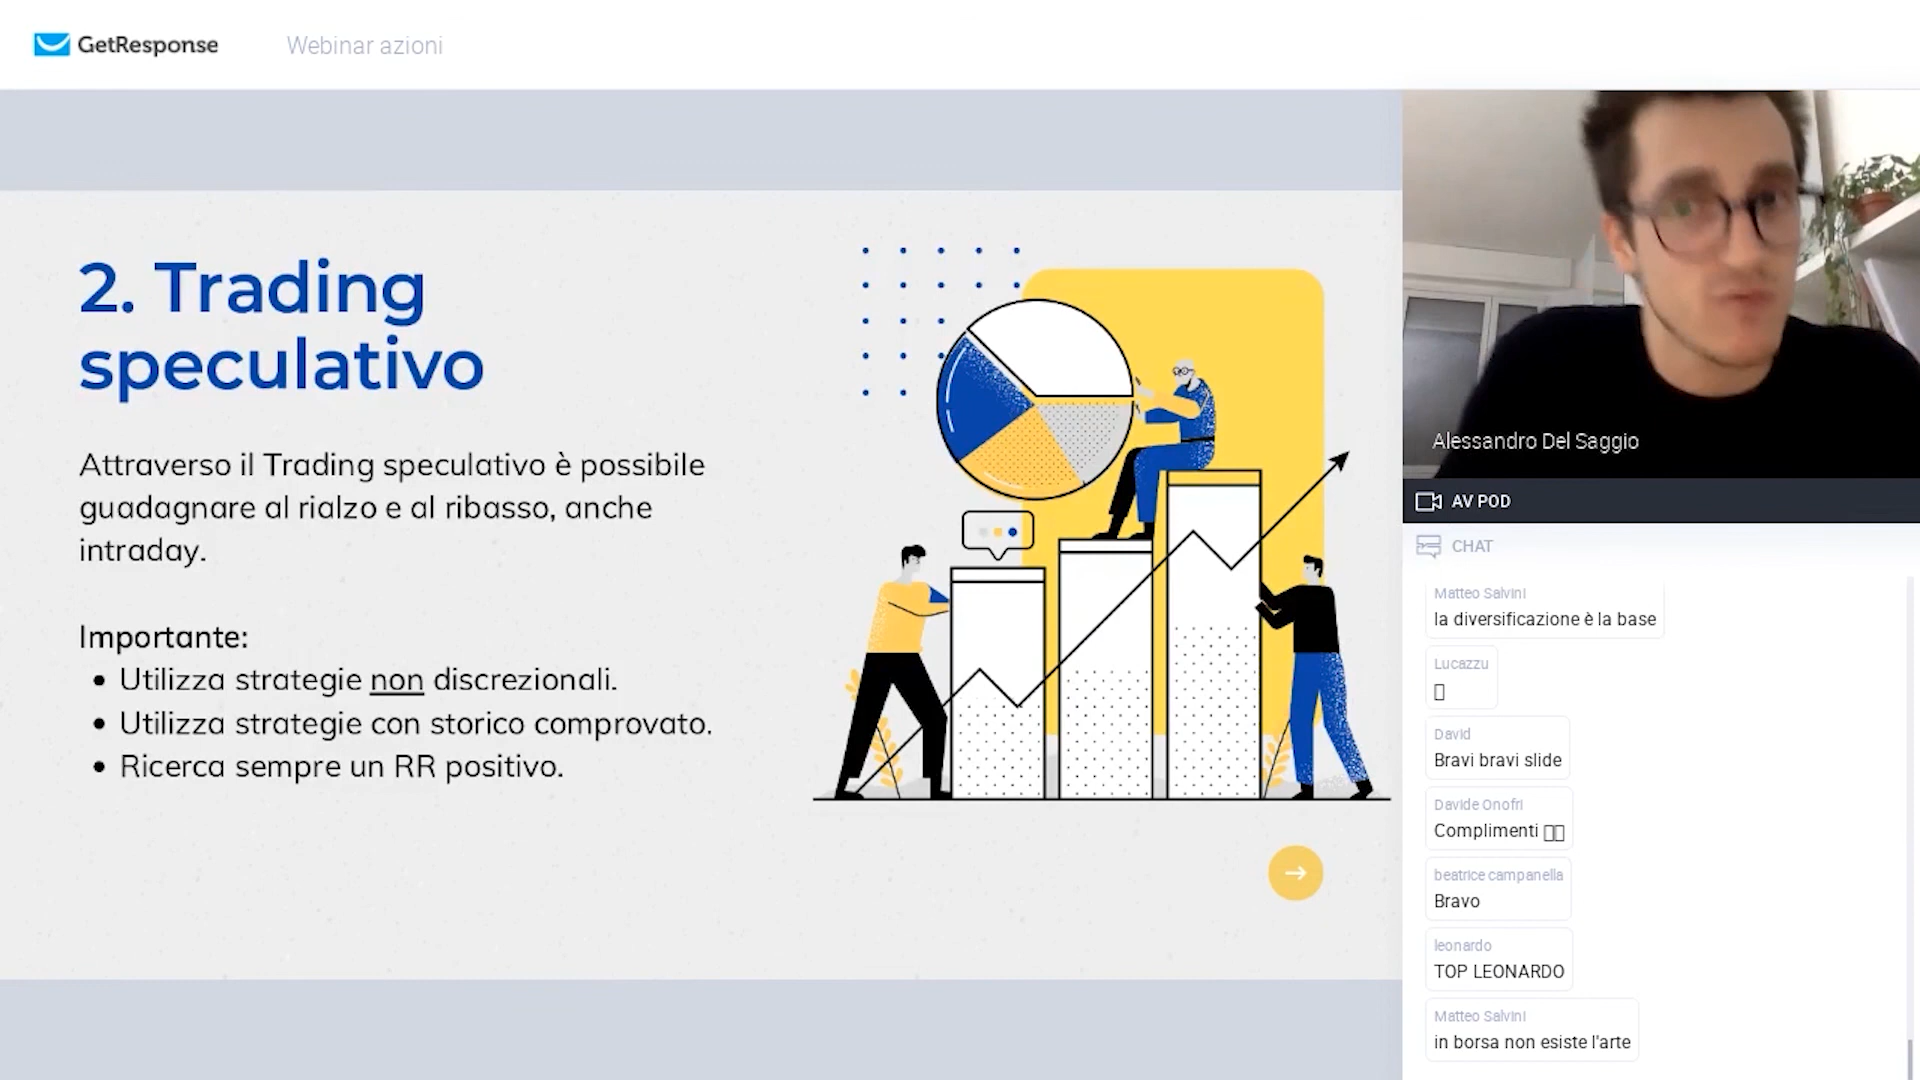 GetResponse
Webinar azioni
2. Trading
speculativo
Attraverso il Trading speculativo è possibile
guadagnare al rialzo e al ribasso, anche
intraday.
Importante:
• Utilizza strategie non discrezionali.
• Utilizza strategie con storico comprovato.
• Ricerca sempre un RR positivo.
Alessandro Del Saggio
AV POD
CHAT
Matteo Salvini
la diversificazione è la base
Lucazzu
David
Bravi bravi slide
Davide Onofri
Complimenti
beatrice campanella
Bravo
leonardo
TOP LEONARDO
Matteo Salvini
in borsa non esiste l'arte